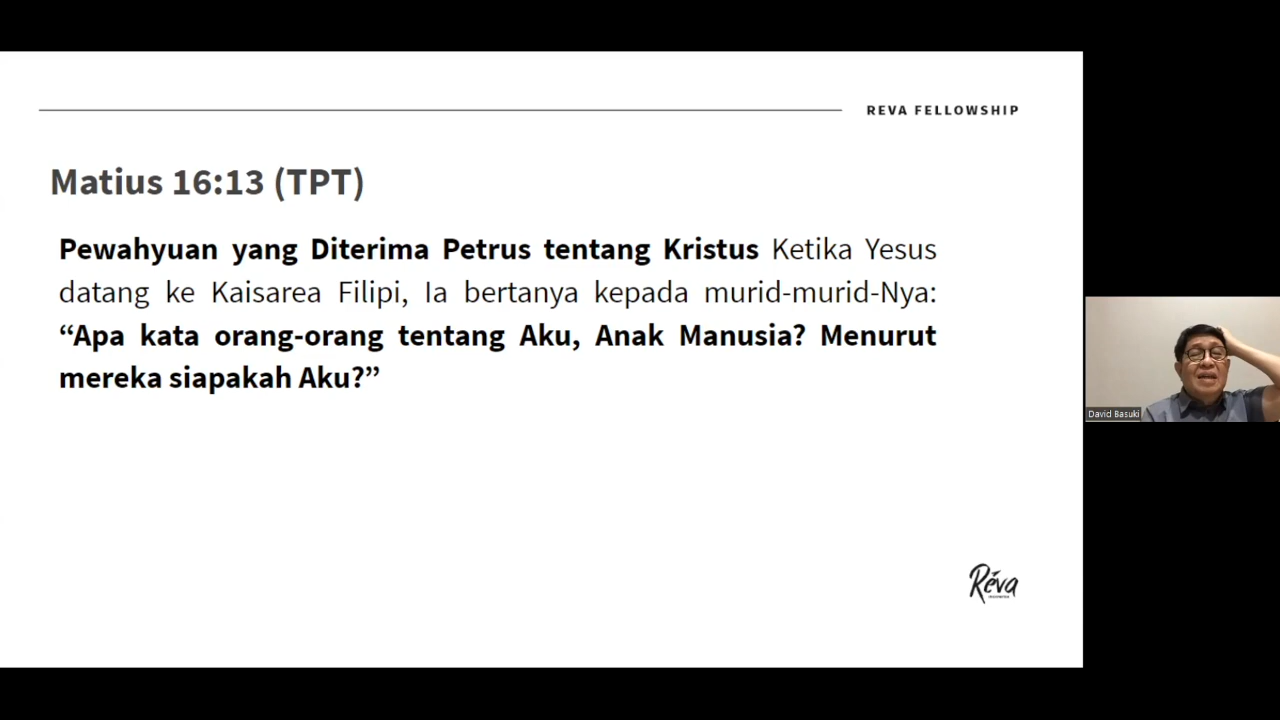 REVA FELLOWSHIP
Matius 16:13 (TPT)
Pewahyuan yang Diterima Petrus tentang Kristus Ketika Yesus
datang ke Kaisarea Filipi, Ia bertanya kepada murid-murid-Nya:
“Apa kata orang-orang tentang Aku, Anak Manusia? Menurut
mereka siapakah Aku?”
David Basuki
Réva